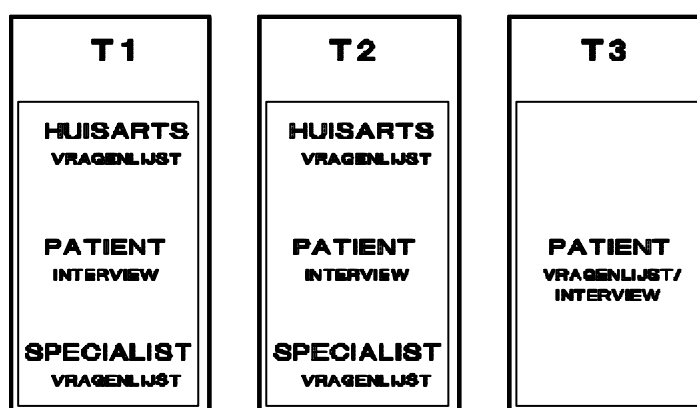 T1
HUISARTS
VRAGENLIJST
PATIENT
INTERVIEW
SPECIALIST
VRAGENLIJST
T2
HUISARTS
VRAGENLIJST
PATIENT
INTERVIEW
SPECIALIST
VRAGENLIJST
T3
PATIENT
VRAGENLIJST/
INTERVIEW